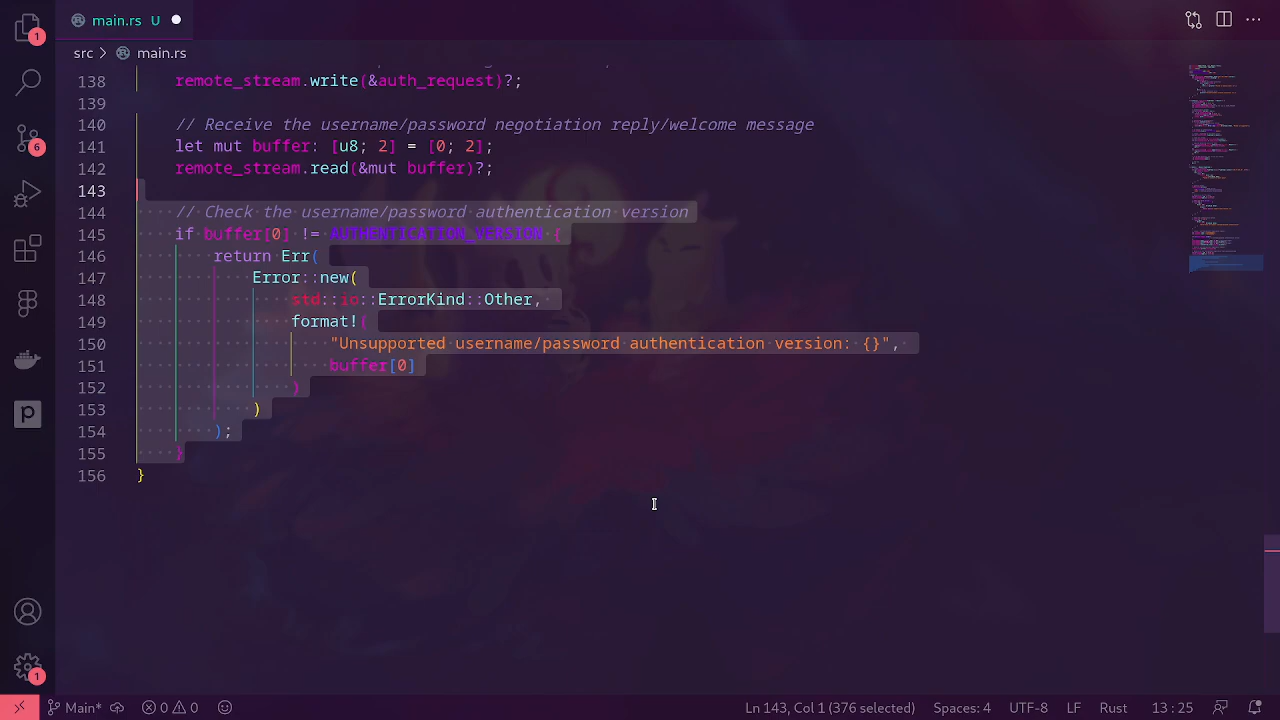 1
main.rs U
src main.rs
138 remote_stream.write(&auth_request)?;
139
140 // Receive the username/password negotiation reply/welcome message
141 let mut buffer: [u8; 2] = [0; 2];
142 remote_stream.read(&mut buffer)?;
143
144 // Check the username/password authentication version
145 if buffer[0] != AUTHENTICATION_VERSION {
146 return Err(
147 Error::new(
148 std::io::ErrorKind::Other,
149 format!(
150 "Unsupported username/password authentication version: {}",
151 buffer[0]
152 )
153 )
154 );
155 }
156 }
6
p
1
Main* 0 0 Ln 143, Col 1 (376 selected) Spaces: 4 UTF-8 LF Rust 13:25